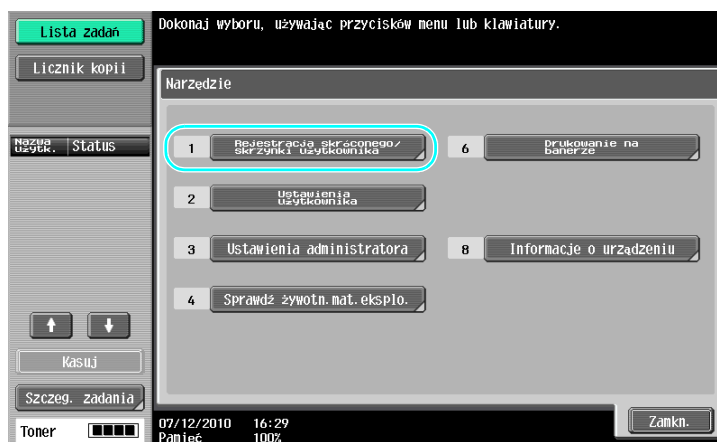 Lista zadań
Licznik kopii
Nazwa użytk.
Status
Kasuj
Szczeg. zadania
Toner
Dokonaj wyboru, używając przycisków menu lub klawiatury.
Narzędzie
1 Rejestracja skróconego/
skrzynki użytkownika
2 Ustawienia
użytkownika
3 Ustawienia administratora
4 Sprawdź żywotn.mat.eksplo.
6 Drukowanie na
banerze
8 Informacje o urządzeniu
07/12/2010 16:29
Pamięć 100%
Zamkn.